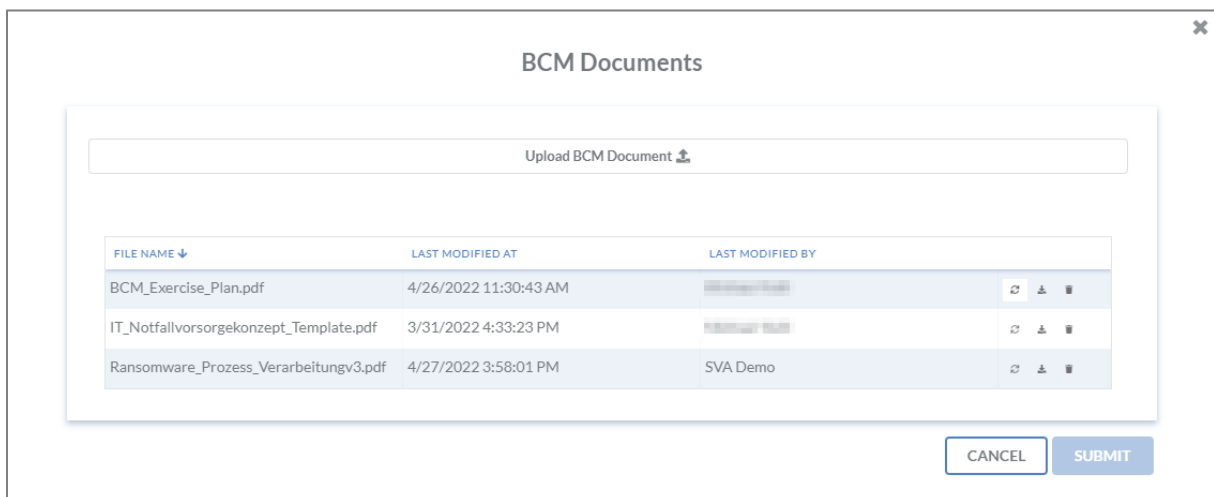 BCM Documents
Upload BCM Document
FILE NAME LAST MODIFIED AT LAST MODIFIED BY
BCM_Exercise_Plan.pdf 4/26/2022 11:30:43 AM
IT_Notfallvorsorgekonzept_Template.pdf 3/31/2022 4:33:23 PM
Ransomware_Prozess_Verarbeitungv3.pdf 4/27/2022 3:58:01 PM SVA Demo
CANCEL SUBMIT